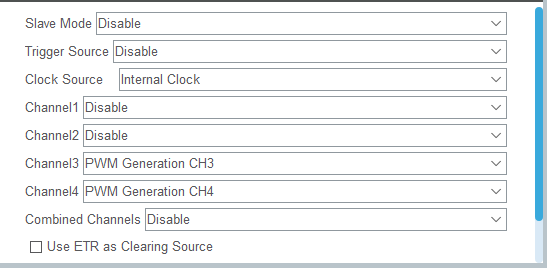 Slave Mode Disable
Trigger Source Disable
Clock Source Internal Clock
Channel1 Disable
Channel2 Disable
Channel3 PWM Generation CH3
Channel4 PWM Generation CH4
Combined Channels Disable
Use ETR as Clearing Source